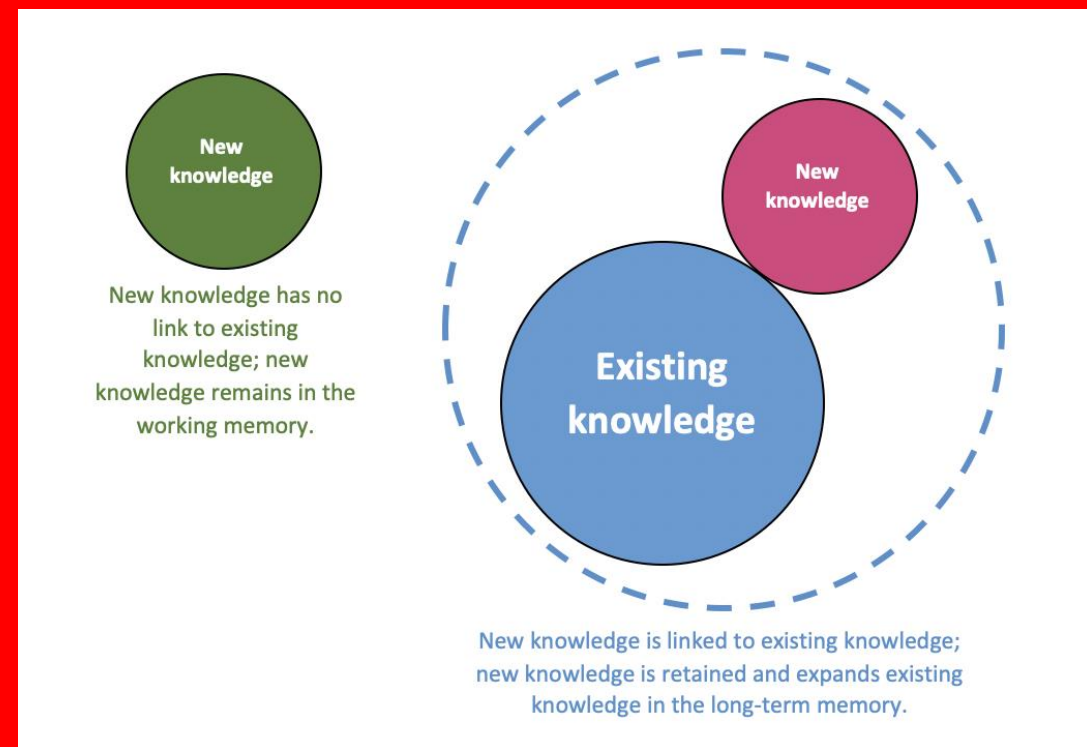 New
knowledge
New knowledge has no
link to existing
knowledge; new
knowledge remains in the
working memory.
New
knowledge
Existing
knowledge
New knowledge is linked to existing knowledge;
new knowledge is retained and expands existing
knowledge in the long-term memory.